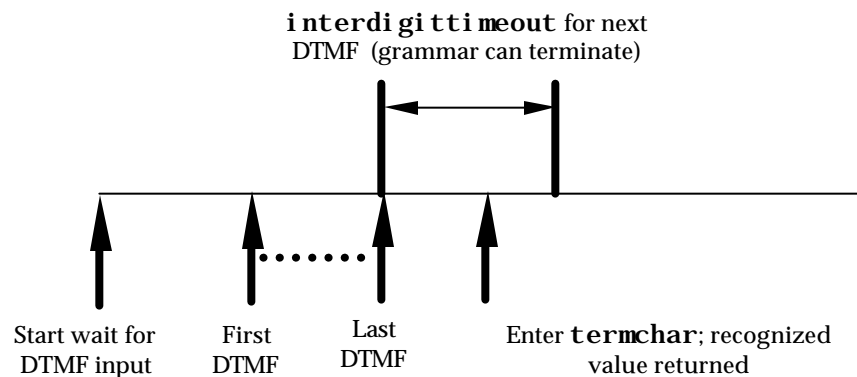 interdigittimeout for next
DTMF (grammar can terminate)
Start wait for
DTMF input
First
DTMF
Last
DTMF
Enter termchar; recognized
value returned